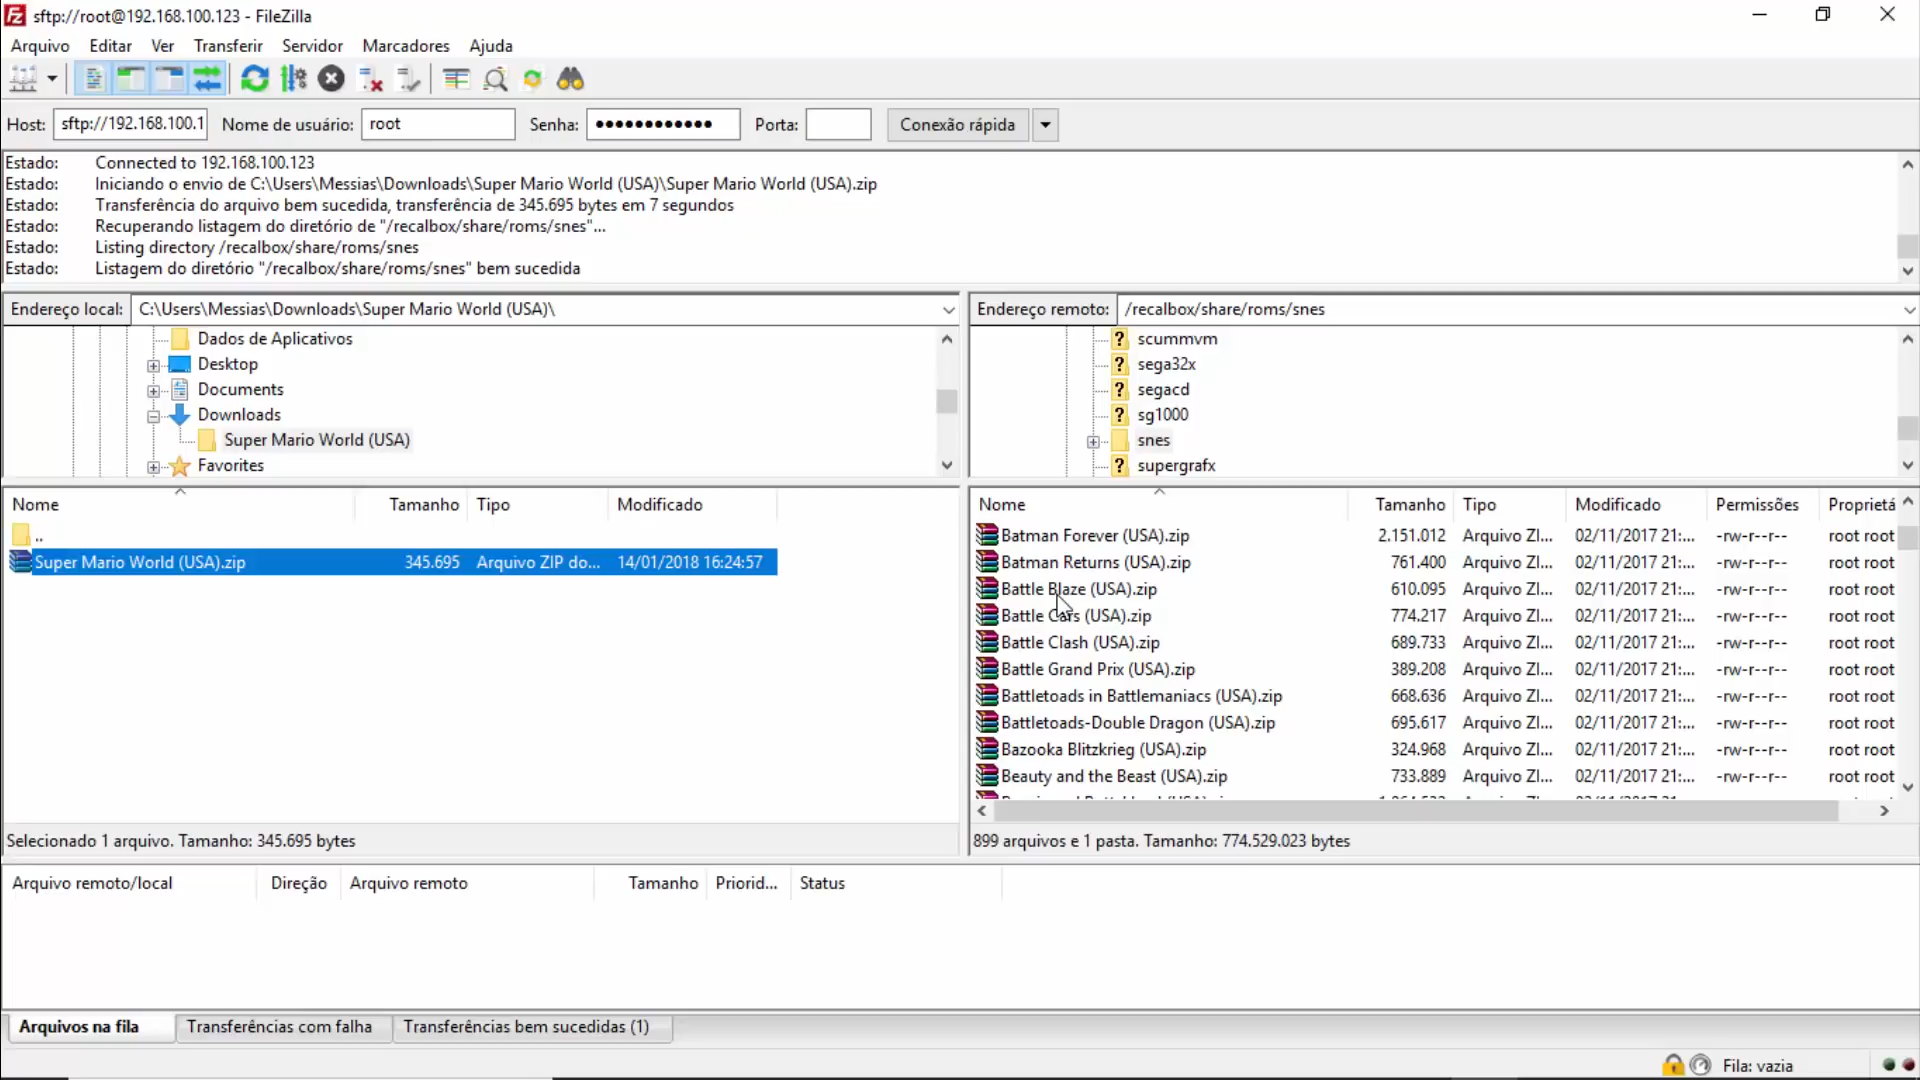 sftp://root@192.168.100.123 - FileZilla
Arquivo Editar Ver Transferir Servidor Marcadores Ajuda
Host: sftp://192.168.100.1 Nome de usuário: root Senha: •••••••••••• Porta: Conexão rápida
Estado: Connected to 192.168.100.123
Estado: Iniciando o envio de C:\Users\Messias\Downloads\Super Mario World (USA)\Super Mario World (USA).zip
Estado: Transferência do arquivo bem sucedida, transferência de 345.695 bytes em 7 segundos
Estado: Recuperando listagem do diretório de "/recalbox/share/roms/snes"...
Estado: Listing directory /recalbox/share/roms/snes
Estado: Listagem do diretório "/recalbox/share/roms/snes" bem sucedida
Endereço local: C:\Users\Messias\Downloads\Super Mario World (USA)\
Dados de Aplicativos
Desktop
Documents
Downloads
Super Mario World (USA)
Favorites
Nome Tamanho Tipo Modificado
..
Super Mario World (USA).zip 345.695 Arquivo ZIP do... 14/01/2018 16:24:57
Selecionado 1 arquivo. Tamanho: 345.695 bytes
Endereço remoto: /recalbox/share/roms/snes
scummvm
sega32x
segacd
sg1000
snes
supergrafx
Nome Tamanho Tipo Modificado Permissões Proprietá
Batman Forever (USA).zip 2.151.012 Arquivo ZI... 02/11/2017 21:... -rw-r--r-- root root
Batman Returns (USA).zip 761.400 Arquivo ZI... 02/11/2017 21:... -rw-r--r-- root root
Battle Blaze (USA).zip 610.095 Arquivo ZI... 02/11/2017 21:... -rw-r--r-- root root
Battle Cars (USA).zip 774.217 Arquivo ZI... 02/11/2017 21:... -rw-r--r-- root root
Battle Clash (USA).zip 689.733 Arquivo ZI... 02/11/2017 21:... -rw-r--r-- root root
Battle Grand Prix (USA).zip 389.208 Arquivo ZI... 02/11/2017 21:... -rw-r--r-- root root
Battletoads in Battlemaniacs (USA).zip 668.636 Arquivo ZI... 02/11/2017 21:... -rw-r--r-- root root
Battletoads-Double Dragon (USA).zip 695.617 Arquivo ZI... 02/11/2017 21:... -rw-r--r-- root root
Bazooka Blitzkrieg (USA).zip 324.968 Arquivo ZI... 02/11/2017 21:... -rw-r--r-- root root
Beauty and the Beast (USA).zip 733.889 Arquivo ZI... 02/11/2017 21:... -rw-r--r-- root root
899 arquivos e 1 pasta. Tamanho: 774.529.023 bytes
Arquivo remoto/local Direção Arquivo remoto Tamanho Priorid... Status
Arquivos na fila Transferências com falha Transferências bem sucedidas (1)
Fila: vazia